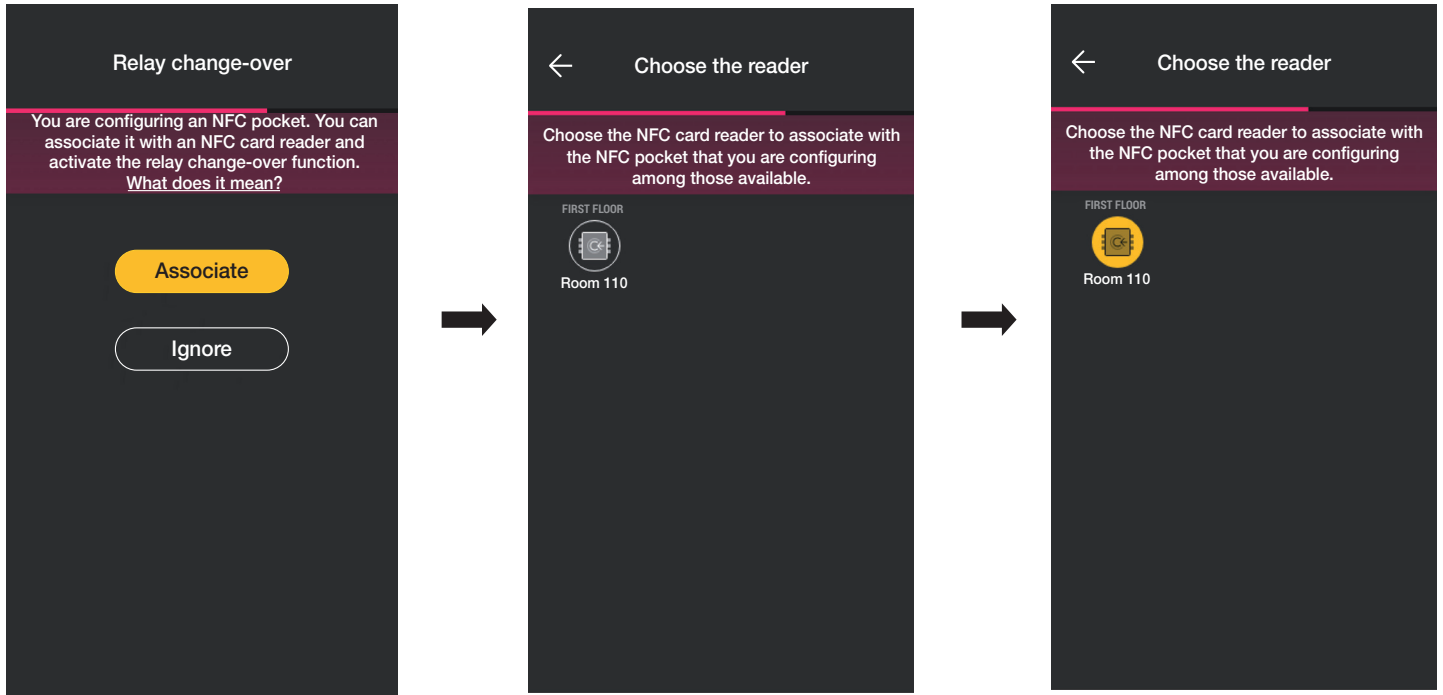 Relay change-over
You are configuring an NFC pocket. You can
associate it with an NFC card reader and
activate the relay change-over function.
What does it mean?
Associate
Ignore
Choose the reader
Choose the NFC card reader to associate with
the NFC pocket that you are configuring
among those available.
FIRST FLOOR
Room 110
Choose the reader
Choose the NFC card reader to associate with
the NFC pocket that you are configuring
among those available.
FIRST FLOOR
Room 110